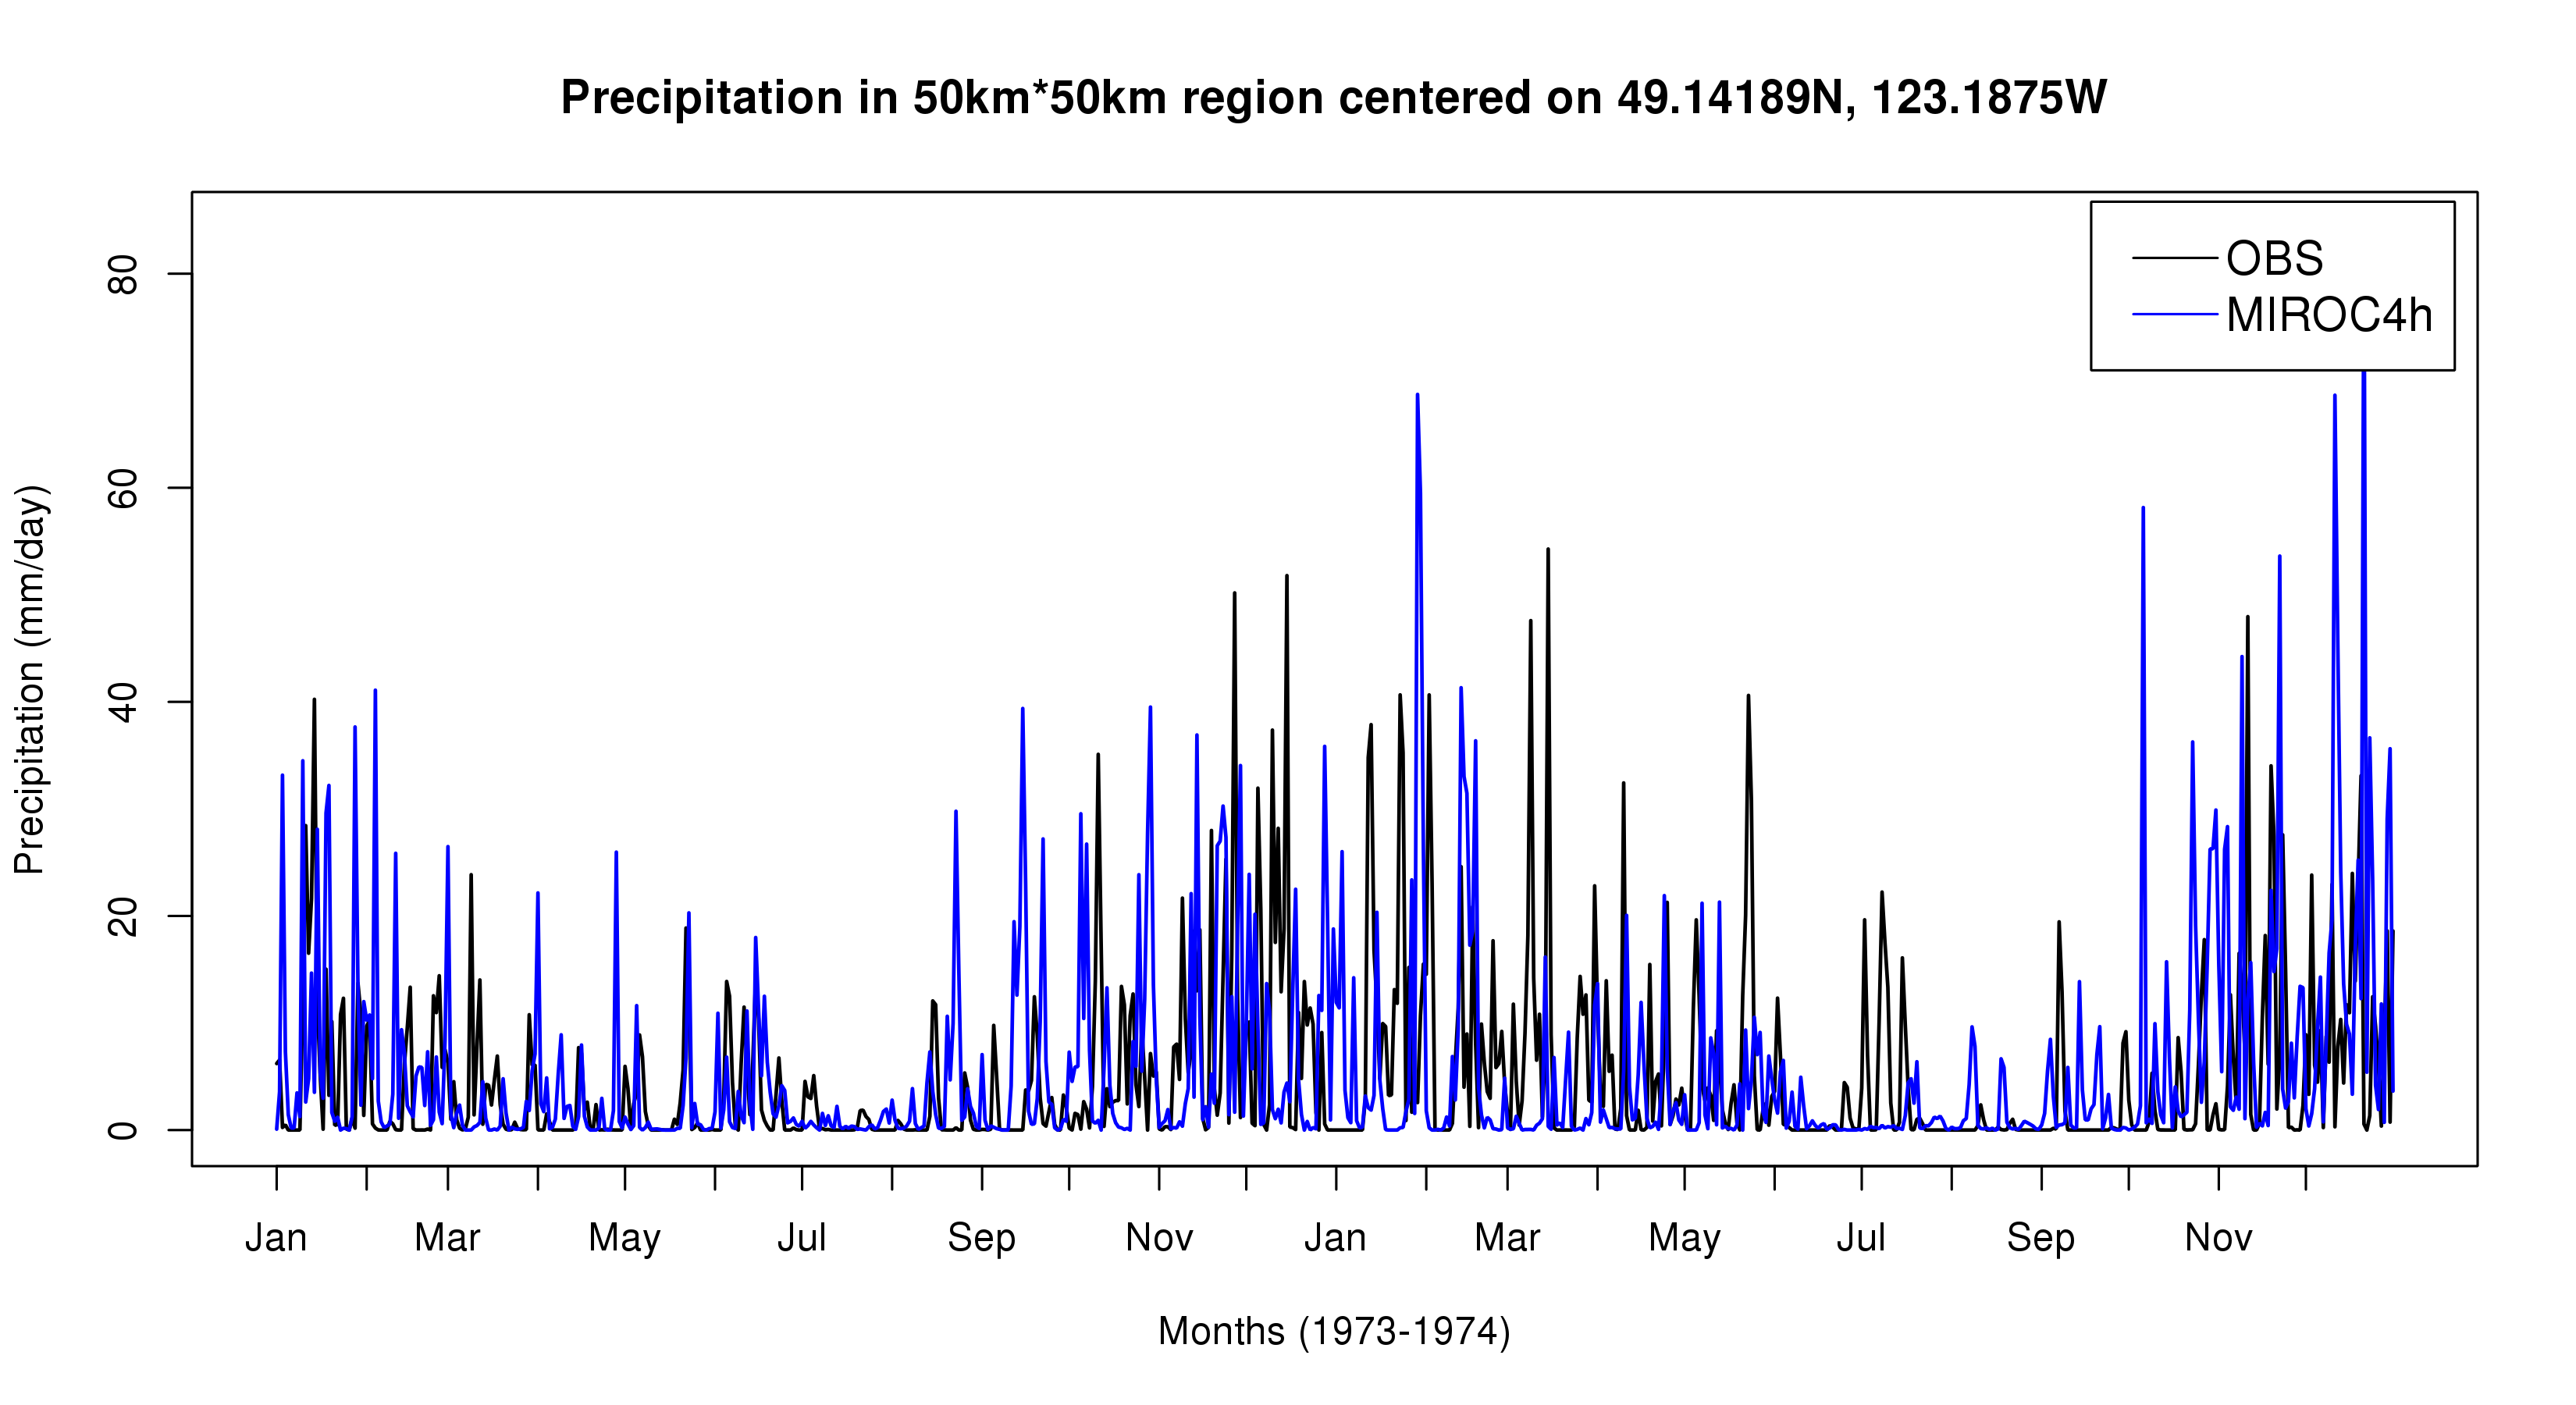 Precipitation in 50km*50km region centered on 49.14189N, 123.1875W
OBS
MIROC4h
Precipitation (mm/day)
80
60
40
20
0
Jan Mar May Jul Sep Nov Jan Mar May Jul Sep Nov
Months (1973-1974)